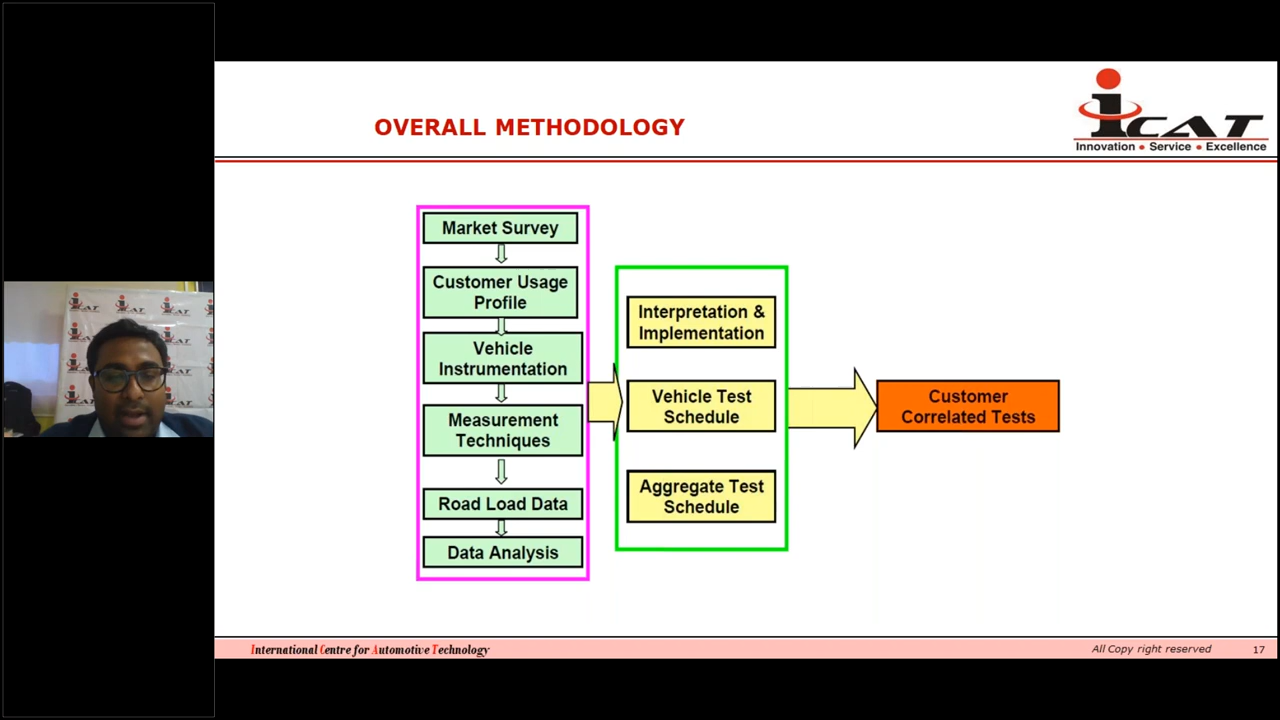 OVERALL METHODOLOGY
iCAT
Innovation • Service • Excellence
Market Survey
Customer Usage
Profile
Vehicle
Instrumentation
Measurement
Techniques
Road Load Data
Data Analysis
Interpretation &
Implementation
Vehicle Test
Schedule
Aggregate Test
Schedule
Customer
Correlated Tests
International Centre for Automotive Technology
All Copy right reserved
17